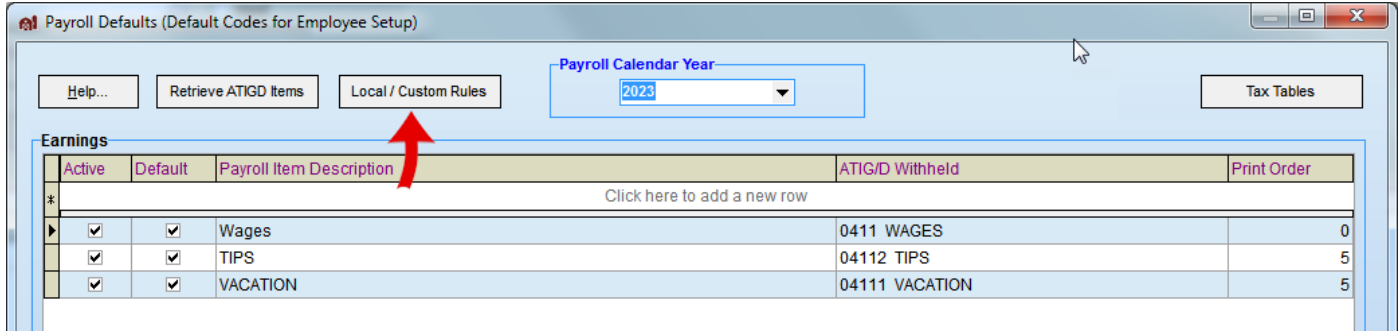 Payroll Defaults (Default Codes for Employee Setup)
Payroll Calendar Year
Help... Retrieve ATIGD Items Local / Custom Rules 2023 Tax Tables
Earnings
Active Default Payroll Item Description ATIG/D Withheld Print Order
* Click here to add a new row
Wages 0411 WAGES 0
TIPS 04112 TIPS 5
VACATION 04111 VACATION 5